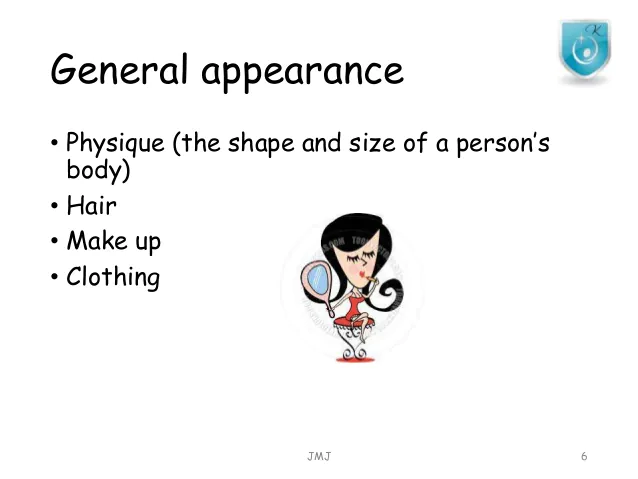 General appearance
• Physique (the shape and size of a person’s
body)
• Hair
• Make up
• Clothing
K
JMJ
6